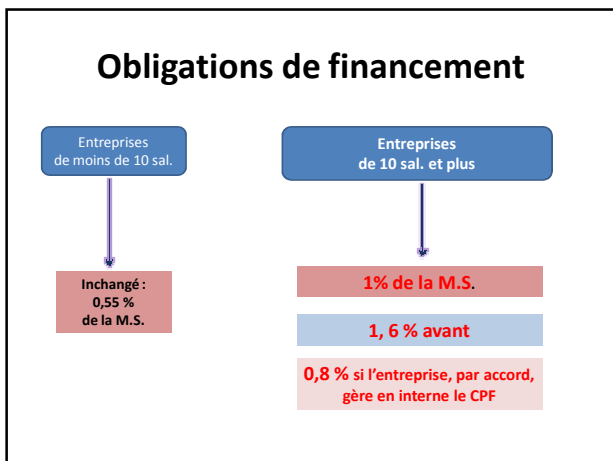 Obligations de financement
Entreprises
de moins de 10 sal.
Entreprises
de 10 sal. et plus
Inchangé :
0,55 %
de la M.S.
1% de la M.S.
1, 6 % avant
0,8 % si l'entreprise, par accord,
gère en interne le CPF